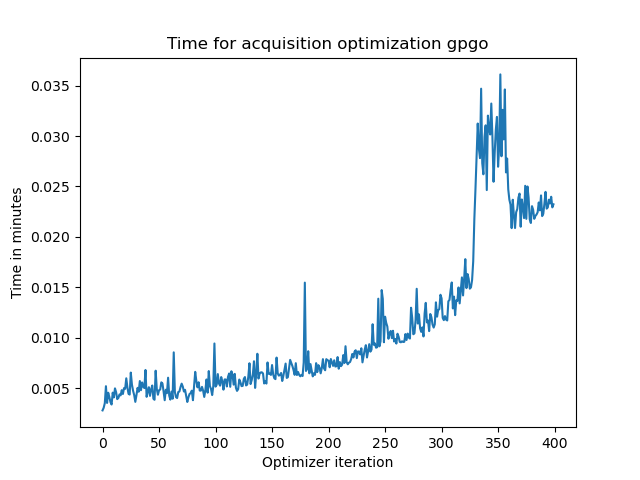 Time for acquisition optimization gpgo
0.035
0.030
0.025
0.020
0.015
0.010
0.005
Time in minutes
0 50 100 150 200 250 300 350 400
Optimizer iteration